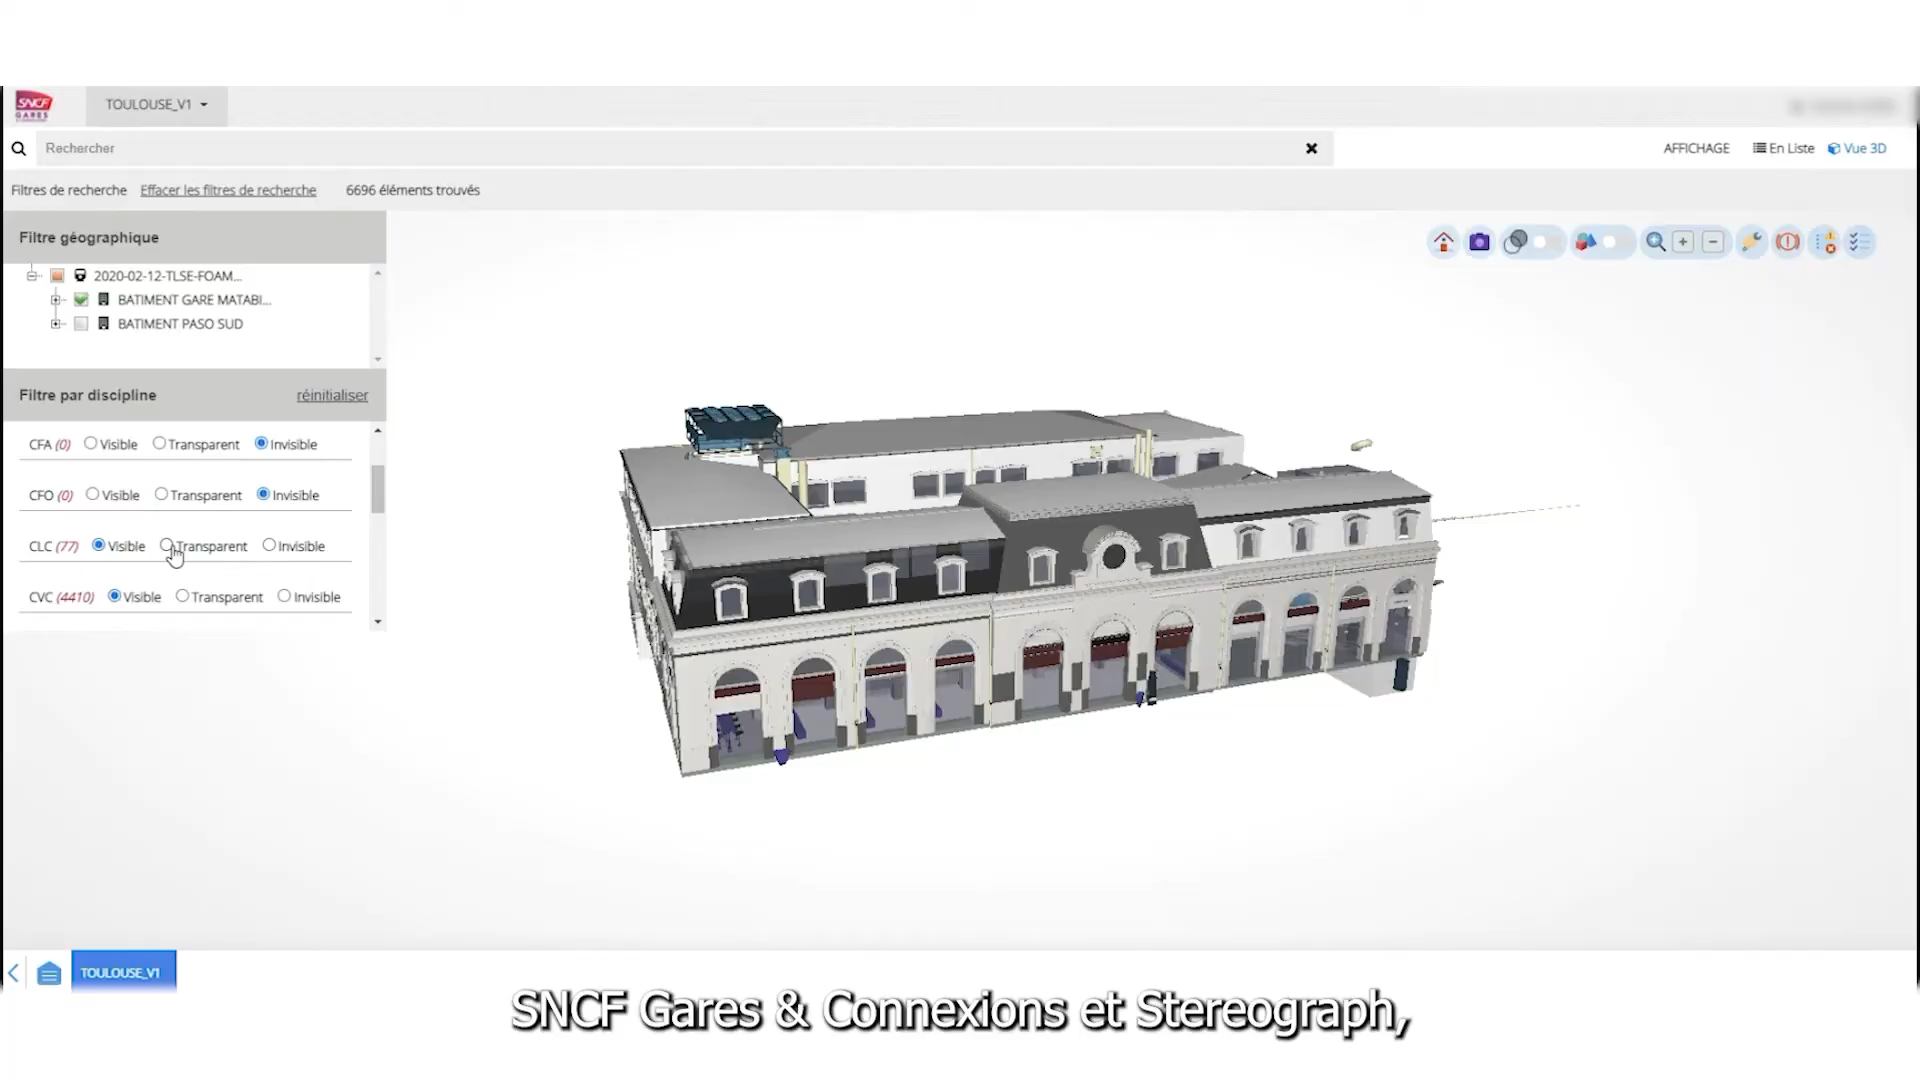 SNCF
GARES
TOULOUSE_V1
Rechercher
AFFICHAGE
En Liste
Vue 3D
Filtres de recherche
Effacer les filtres de recherche
6696 éléments trouvés
Filtre géographique
2020-02-12-TLSE-FOAM...
BATIMENT GARE MATABI...
BATIMENT PASO SUD
Filtre par discipline
réinitialiser
CFA (0) Visible Transparent Invisible
CFO (0) Visible Transparent Invisible
CLC (77) Visible Transparent Invisible
CVC (4410) Visible Transparent Invisible
TOULOUSE_V1
SNCF Gares & Connexions et Stereograph,